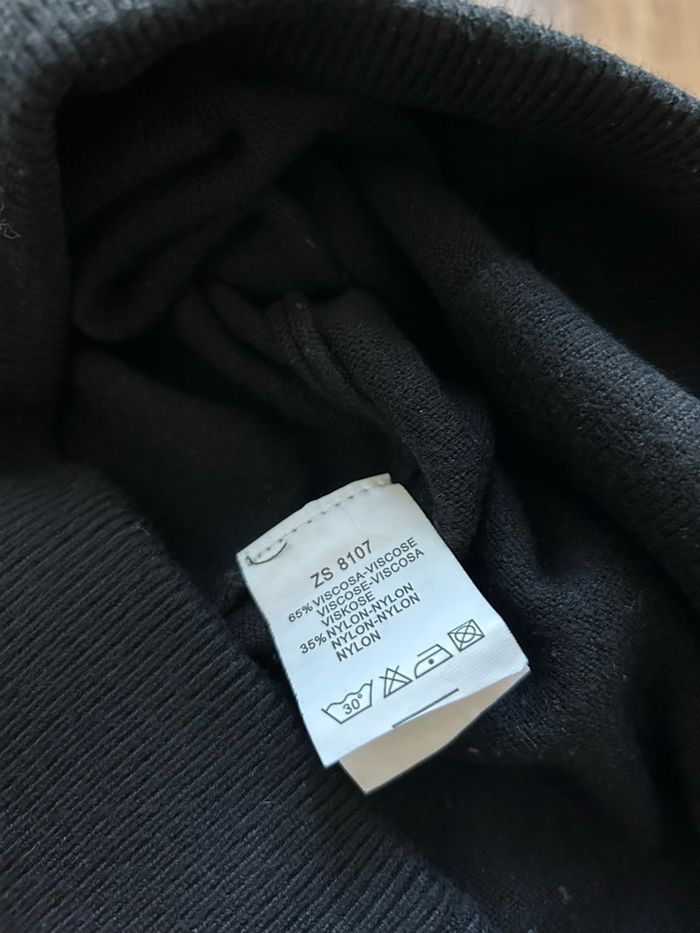 ZS 8107
65% VISCOSA-VISCOSE
VISCOSE-VISCOSA
VISKOSE
35% NYLON-NYLON
NYLON-NYLON
NYLON
30°